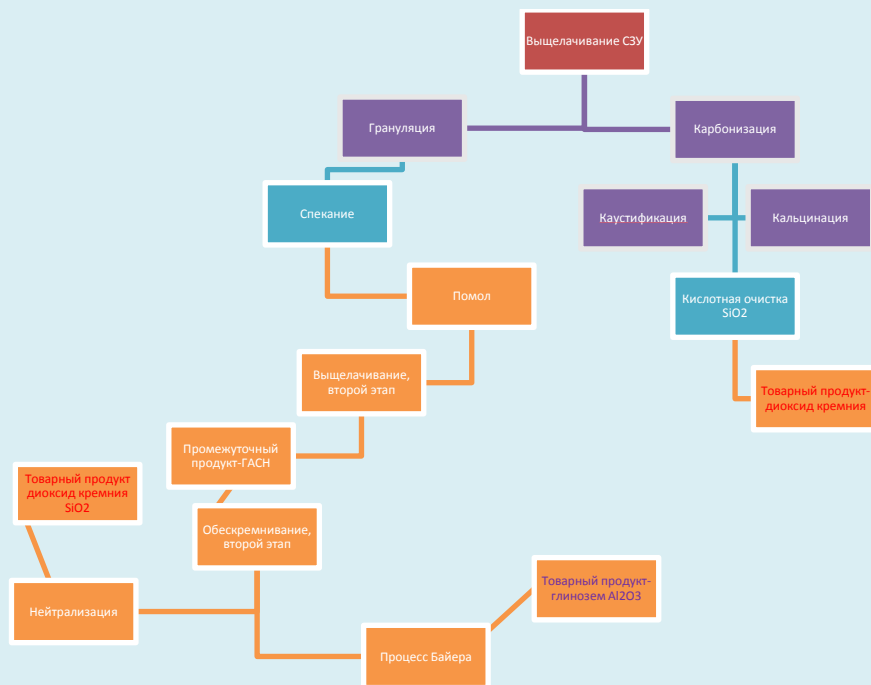 Выщелачивание СЗУ
Грануляция
Карбонизация
Спекание
Каустификация
Кальцинация
Помол
Кислотная очистка
SiO2
Выщелачивание,
второй этап
Товарный продукт-
диоксид кремния
Промежуточный
продукт-ГАСН
Товарный продукт
диоксид кремния
SiO2
Обескремнивание,
второй этап
Товарный продукт-
глинозем Al2O3
Нейтрализация
Процесс Байера